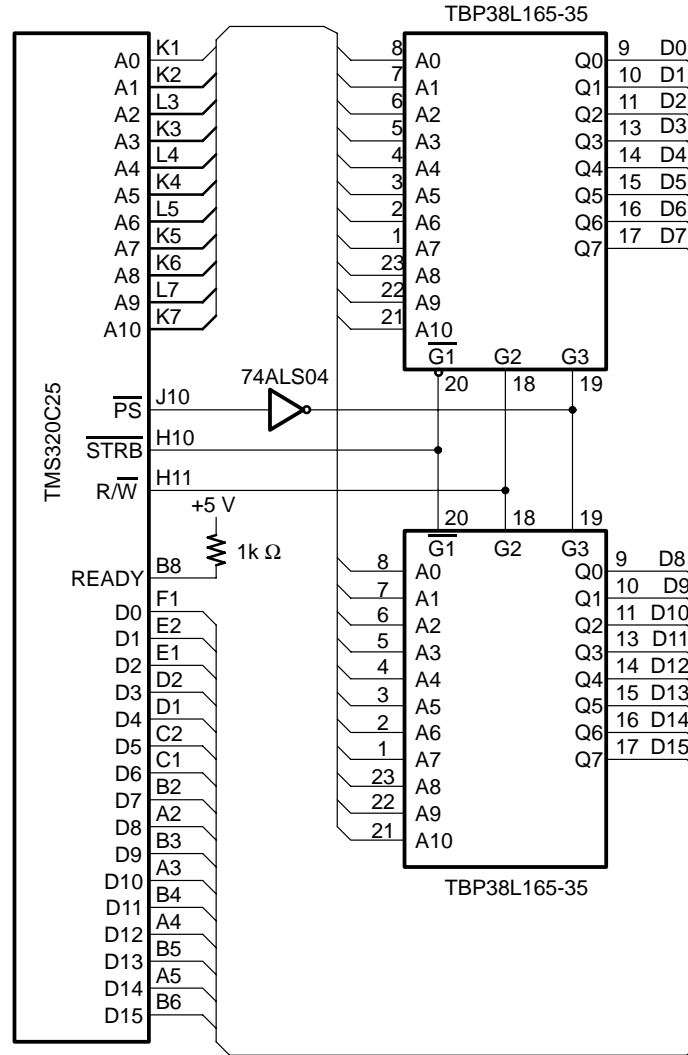 TBP38L165-35
TMS320C25
A0 K1
A1 K2
A2 L3
A3 K3
A4 L4
A5 K4
A6 L5
A7 K5
A8 K6
A9 L7
A10 K7
PS J10
STRB H10
R/W H11
READY B8
D0 F1
D1 E2
D2 E1
D3 D2
D4 D1
D5 C2
D6 C1
D7 B2
D8 A2
D9 B3
D10 A3
D11 B4
D12 A4
D13 B5
D14 A5
D15 B6
74ALS04
+5 V
1k Ω
8 A0 Q0 9 D0
7 A1 Q1 10 D1
6 A2 Q2 11 D2
5 A3 Q3 13 D3
4 A4 Q4 14 D4
3 A5 Q5 15 D5
2 A6 Q6 16 D6
1 A7 Q7 17 D7
23 A8
22 A9
21 A10
G1 G2 G3
20 18 19
20 18 19
G1 G2 G3
8 A0 Q0 9 D8
7 A1 Q1 10 D9
6 A2 Q2 11 D10
5 A3 Q3 13 D11
4 A4 Q4 14 D12
3 A5 Q5 15 D13
2 A6 Q6 16 D14
1 A7 Q7 17 D15
23 A8
22 A9
21 A10
TBP38L165-35